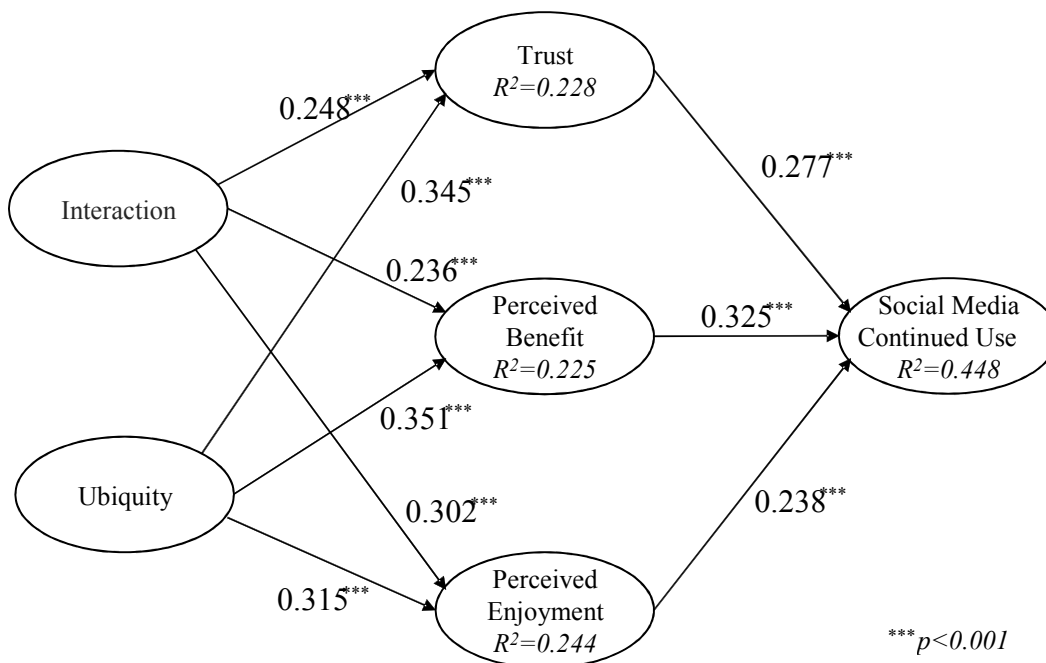 Trust
R²=0.228
0.248***
0.277***
0.345***
Interaction
0.236***
Perceived
Benefit
R²=0.225
0.325***
Social Media
Continued Use
R²=0.448
0.351***
Ubiquity
0.302***
0.238***
0.315***
Perceived
Enjoyment
R²=0.244
***p<0.001